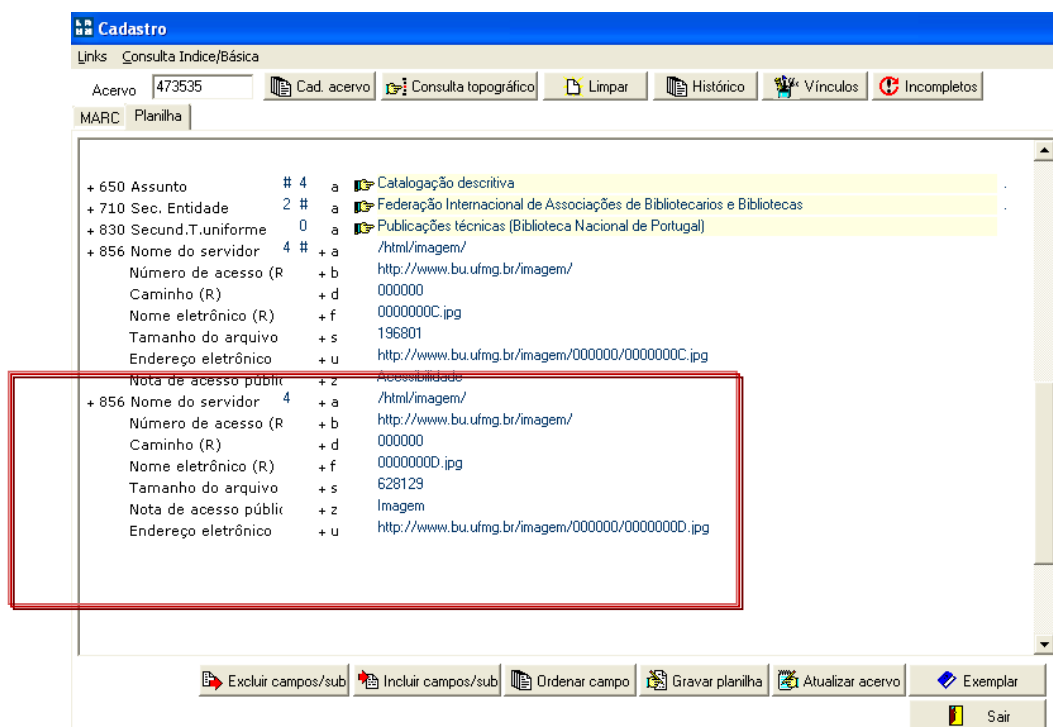 Cadastro
Links Consulta Indice/Básica
Acervo 473535 Cad. acervo Consulta topográfico Limpar Histórico Vínculos Incompletos
MARC Planilha
+ 650 Assunto # 4 a Catalogação descritiva .
+ 710 Sec. Entidade 2 # a Federação Internacional de Associações de Bibliotecarios e Bibliotecas .
+ 830 Secund.T.uniforme 0 a Publicações técnicas (Biblioteca Nacional de Portugal)
+ 856 Nome do servidor 4 # + a /html/imagem/
Número de acesso (R + b http://www.bu.ufmg.br/imagem/
Caminho (R) + d 000000
Nome eletrônico (R) + f 0000000C.jpg
Tamanho do arquivo + s 196801
Endereço eletrônico + u http://www.bu.ufmg.br/imagem/000000/0000000C.jpg
Nota de acesso públic + z Acessibilidade
+ 856 Nome do servidor 4 + a /html/imagem/
Número de acesso (R + b http://www.bu.ufmg.br/imagem/
Caminho (R) + d 000000
Nome eletrônico (R) + f 0000000D.jpg
Tamanho do arquivo + s 628129
Nota de acesso públic + z Imagem
Endereço eletrônico + u http://www.bu.ufmg.br/imagem/000000/0000000D.jpg
Excluir campos/sub Incluir campos/sub Ordenar campo Gravar planilha Atualizar acervo Exemplar
Sair